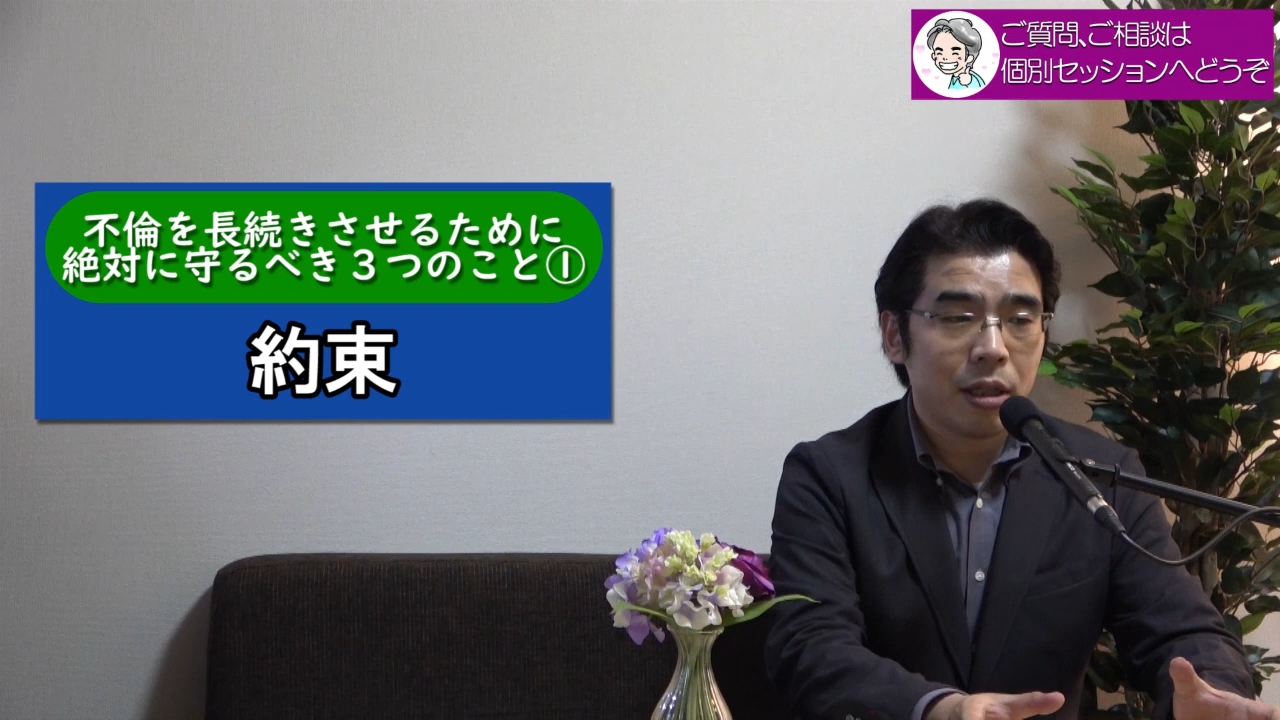 ご質問、ご相談は
個別セッションへどうぞ
不倫を長続きさせるために
絶対に守るべき３つのこと①
約束